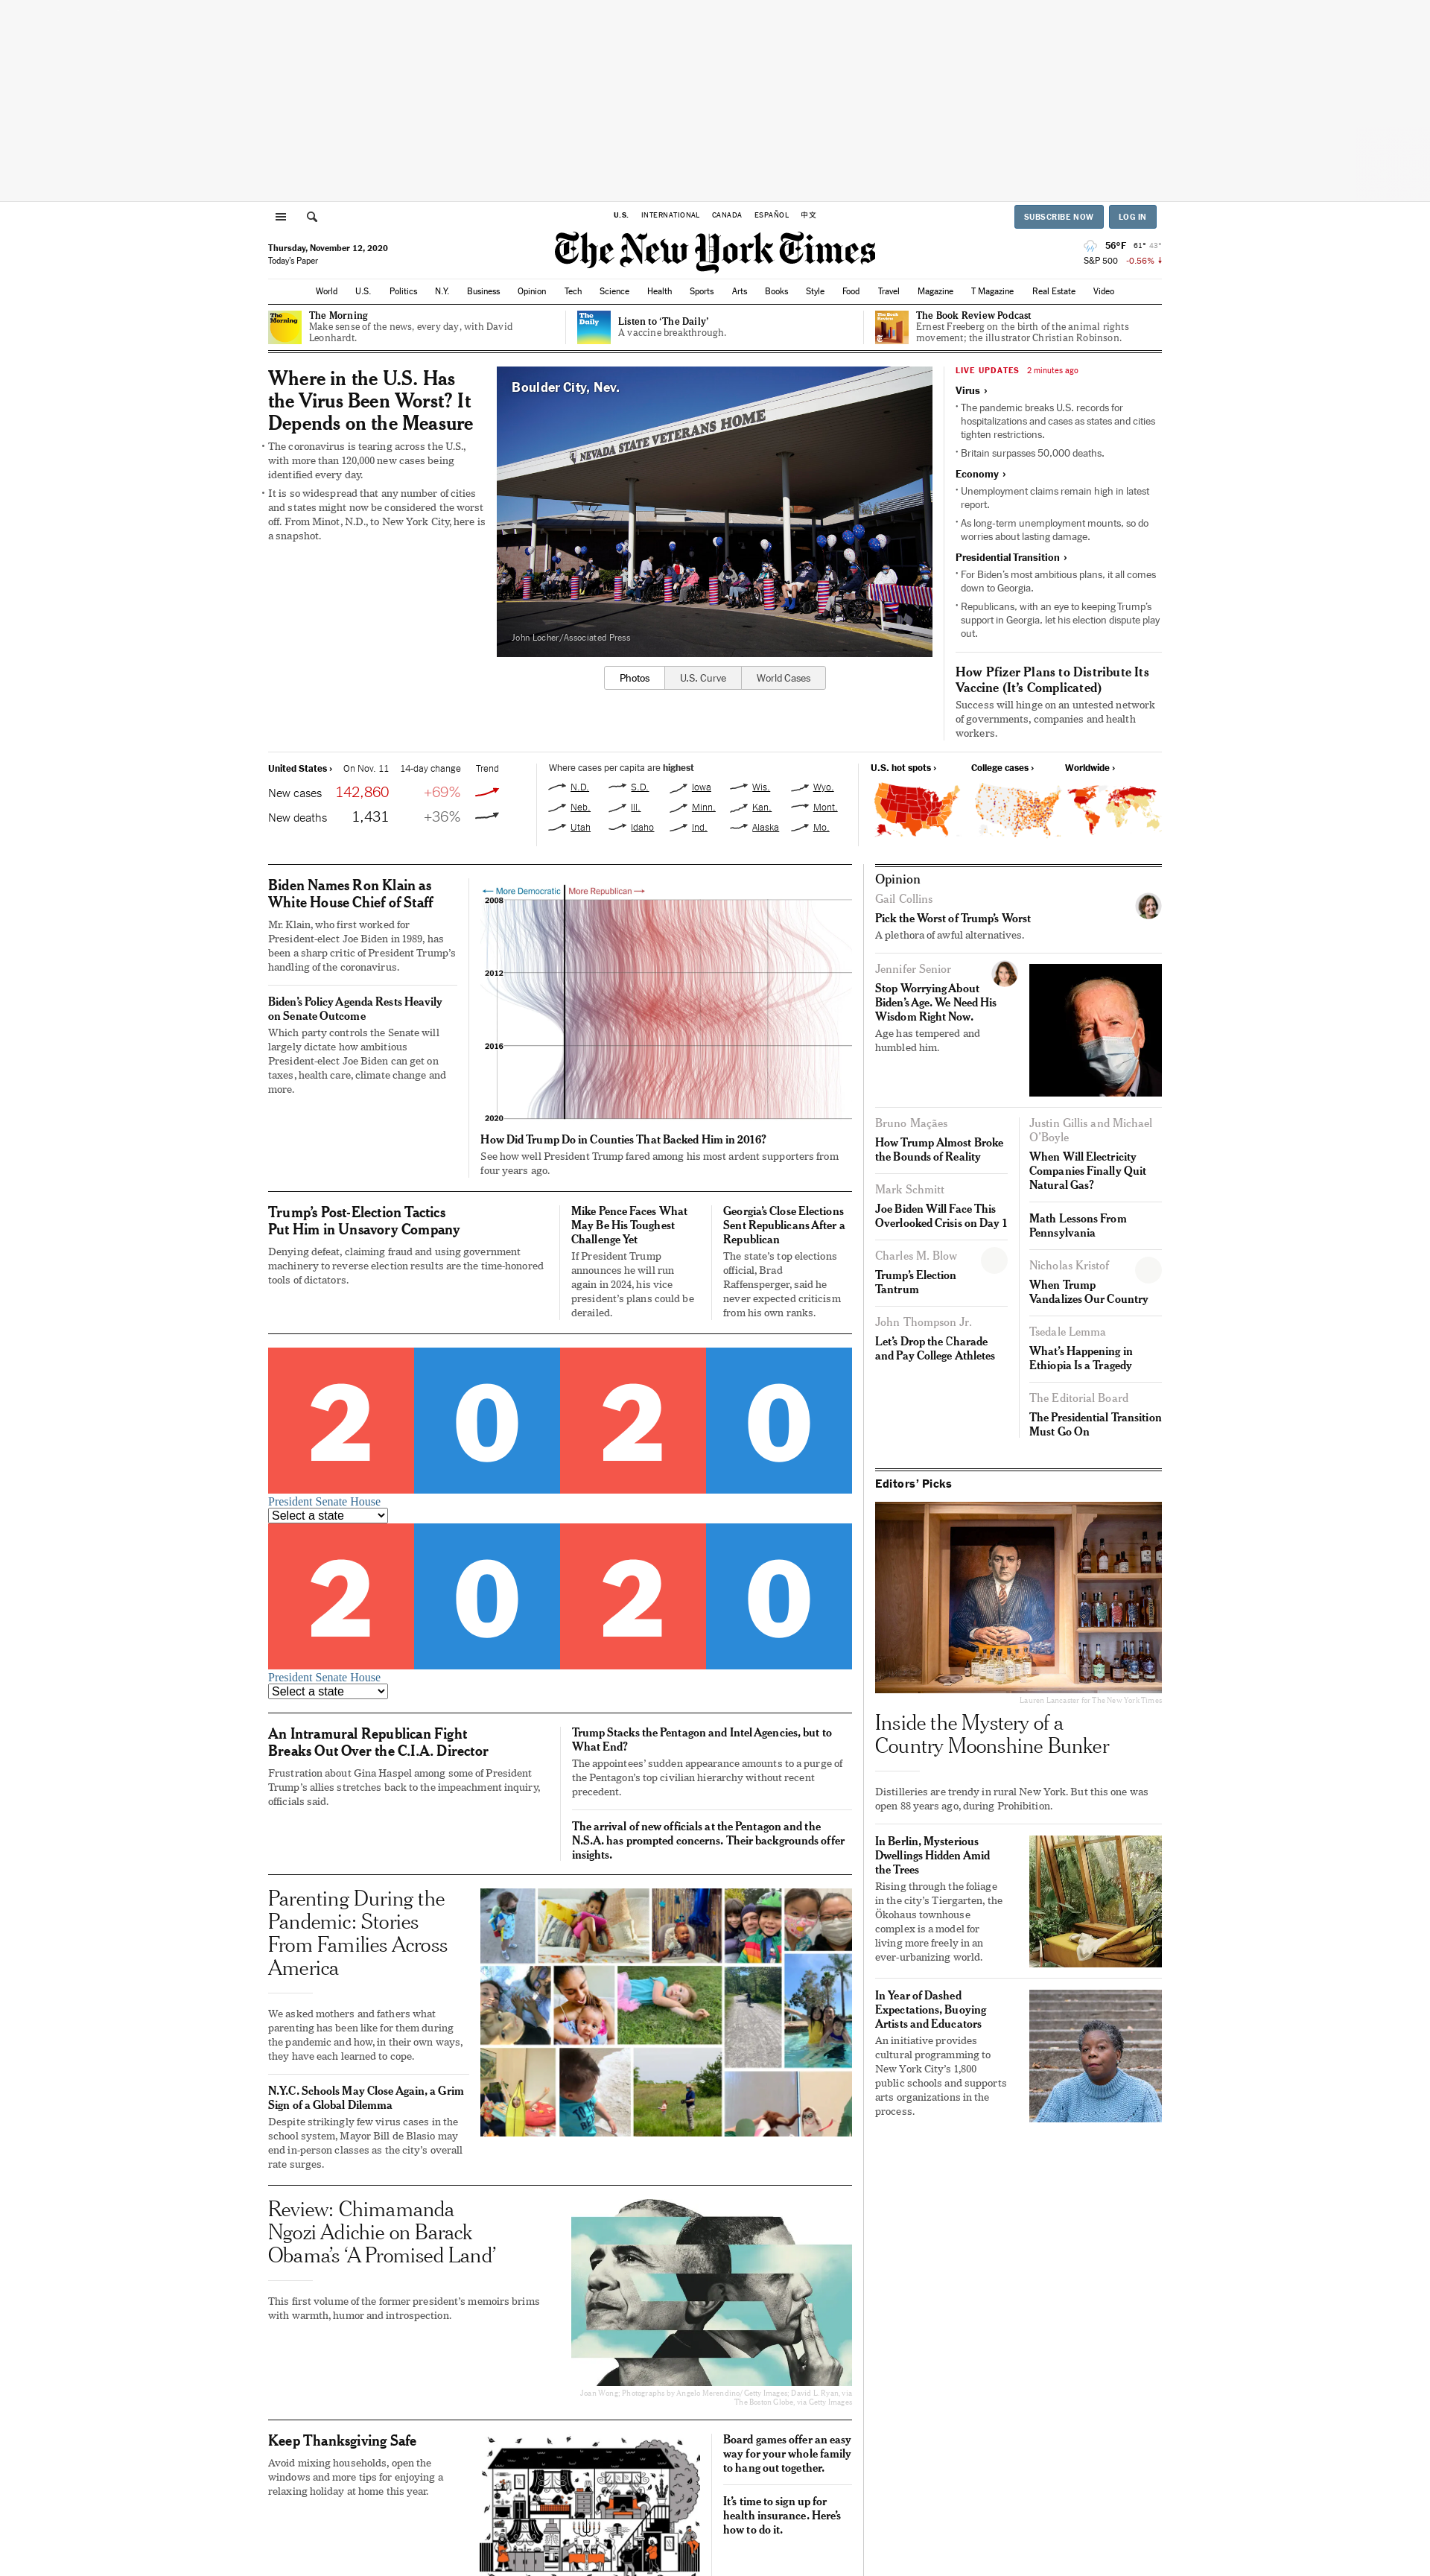 U.S.
INTERNATIONAL
CANADA
ESPAÑOL
中文
SUBSCRIBE NOW
LOG IN
Thursday, November 12, 2020
Today's Paper
The New York Times
56°F 61° 43°
S&P 500 -0.56%
World
U.S.
Politics
N.Y.
Business
Opinion
Tech
Science
Health
Sports
Arts
Books
Style
Food
Travel
Magazine
T Magazine
Real Estate
Video
The Morning
The Morning
Make sense of the news, every day, with David
Leonhardt.
The Daily
Listen to ‘The Daily’
A vaccine breakthrough.
The Book Review Podcast
Ernest Freeberg on the birth of the animal rights
movement; the illustrator Christian Robinson.
Where in the U.S. Has
the Virus Been Worst? It
Depends on the Measure
• The coronavirus is tearing across the U.S.,
with more than 120,000 new cases being
identified every day.
• It is so widespread that any number of cities
and states might now be considered the worst
off. From Minot, N.D., to New York City, here is
a snapshot.
Boulder City, Nev.
NEVADA STATE VETERANS HOME
John Locher/Associated Press
Photos
U.S. Curve
World Cases
LIVE UPDATES 2 minutes ago
Virus ›
• The pandemic breaks U.S. records for
hospitalizations and cases as states and cities
tighten restrictions.
• Britain surpasses 50,000 deaths.
Economy ›
• Unemployment claims remain high in latest
report.
• As long-term unemployment mounts, so do
worries about lasting damage.
Presidential Transition ›
• For Biden’s most ambitious plans, it all comes
down to Georgia.
• Republicans, with an eye to keeping Trump’s
support in Georgia, let his election dispute play
out.
How Pfizer Plans to Distribute Its
Vaccine (It’s Complicated)
Success will hinge on an untested network
of governments, companies and health
workers.
United States › On Nov. 11 14-day change Trend
New cases 142,860 +69%
New deaths 1,431 +36%
Where cases per capita are highest
N.D. S.D. Iowa Wis. Wyo.
Neb. Ill. Minn. Kan. Mont.
Utah Idaho Ind. Alaska Mo.
U.S. hot spots ›
College cases ›
Worldwide ›
Biden Names Ron Klain as
White House Chief of Staff
Mr. Klain, who first worked for
President-elect Joe Biden in 1989, has
been a sharp critic of President Trump’s
handling of the coronavirus.
Biden’s Policy Agenda Rests Heavily
on Senate Outcome
Which party controls the Senate will
largely dictate how ambitious
President-elect Joe Biden can get on
taxes, health care, climate change and
more.
← More Democratic
More Republican →
2008
2012
2016
2020
How Did Trump Do in Counties That Backed Him in 2016?
See how well President Trump fared among his most ardent supporters from
four years ago.
Trump’s Post-Election Tactics
Put Him in Unsavory Company
Denying defeat, claiming fraud and using government
machinery to reverse election results are the time-honored
tools of dictators.
Mike Pence Faces What
May Be His Toughest
Challenge Yet
If President Trump
announces he will run
again in 2024, his vice
president’s plans could be
derailed.
Georgia’s Close Elections
Sent Republicans After a
Republican
The state’s top elections
official, Brad
Raffensperger, said he
never expected criticism
from his own ranks.
2020
President Senate House
Select a state
2020
President Senate House
Select a state
An Intramural Republican Fight
Breaks Out Over the C.I.A. Director
Frustration about Gina Haspel among some of President
Trump’s allies stretches back to the impeachment inquiry,
officials said.
Trump Stacks the Pentagon and Intel Agencies, but to
What End?
The appointees’ sudden appearance amounts to a purge of
the Pentagon’s top civilian hierarchy without recent
precedent.
The arrival of new officials at the Pentagon and the
N.S.A. has prompted concerns. Their backgrounds offer
insights.
Parenting During the
Pandemic: Stories
From Families Across
America
We asked mothers and fathers what
parenting has been like for them during
the pandemic and how, in their own ways,
they have each learned to cope.
N.Y.C. Schools May Close Again, a Grim
Sign of a Global Dilemma
Despite strikingly few virus cases in the
school system, Mayor Bill de Blasio may
end in-person classes as the city’s overall
rate surges.
Review: Chimamanda
Ngozi Adichie on Barack
Obama’s ‘A Promised Land’
This first volume of the former president’s memoirs brims
with warmth, humor and introspection.
Joan Wong; Photographs by Angelo Merendino/Getty Images; David L. Ryan, via
The Boston Globe, via Getty Images
Keep Thanksgiving Safe
Avoid mixing households, open the
windows and more tips for enjoying a
relaxing holiday at home this year.
Board games offer an easy
way for your whole family
to hang out together.
It’s time to sign up for
health insurance. Here’s
how to do it.
Opinion
Gail Collins
Pick the Worst of Trump’s Worst
A plethora of awful alternatives.
Jennifer Senior
Stop Worrying About
Biden’s Age. We Need His
Wisdom Right Now.
Age has tempered and
humbled him.
Bruno Maçães
How Trump Almost Broke
the Bounds of Reality
Mark Schmitt
Joe Biden Will Face This
Overlooked Crisis on Day 1
Charles M. Blow
Trump’s Election
Tantrum
John Thompson Jr.
Let’s Drop the Charade
and Pay College Athletes
Justin Gillis and Michael
O’Boyle
When Will Electricity
Companies Finally Quit
Natural Gas?
Math Lessons From
Pennsylvania
Nicholas Kristof
When Trump
Vandalizes Our Country
Tsedale Lemma
What’s Happening in
Ethiopia Is a Tragedy
The Editorial Board
The Presidential Transition
Must Go On
Editors’ Picks
Lauren Lancaster for The New York Times
Inside the Mystery of a
Country Moonshine Bunker
Distilleries are trendy in rural New York. But this one was
open 88 years ago, during Prohibition.
In Berlin, Mysterious
Dwellings Hidden Amid
the Trees
Rising through the foliage
in the city’s Tiergarten, the
Ökohaus townhouse
complex is a model for
living more freely in an
ever-urbanizing world.
In Year of Dashed
Expectations, Buoying
Artists and Educators
An initiative provides
cultural programming to
New York City’s 1,800
public schools and supports
arts organizations in the
process.